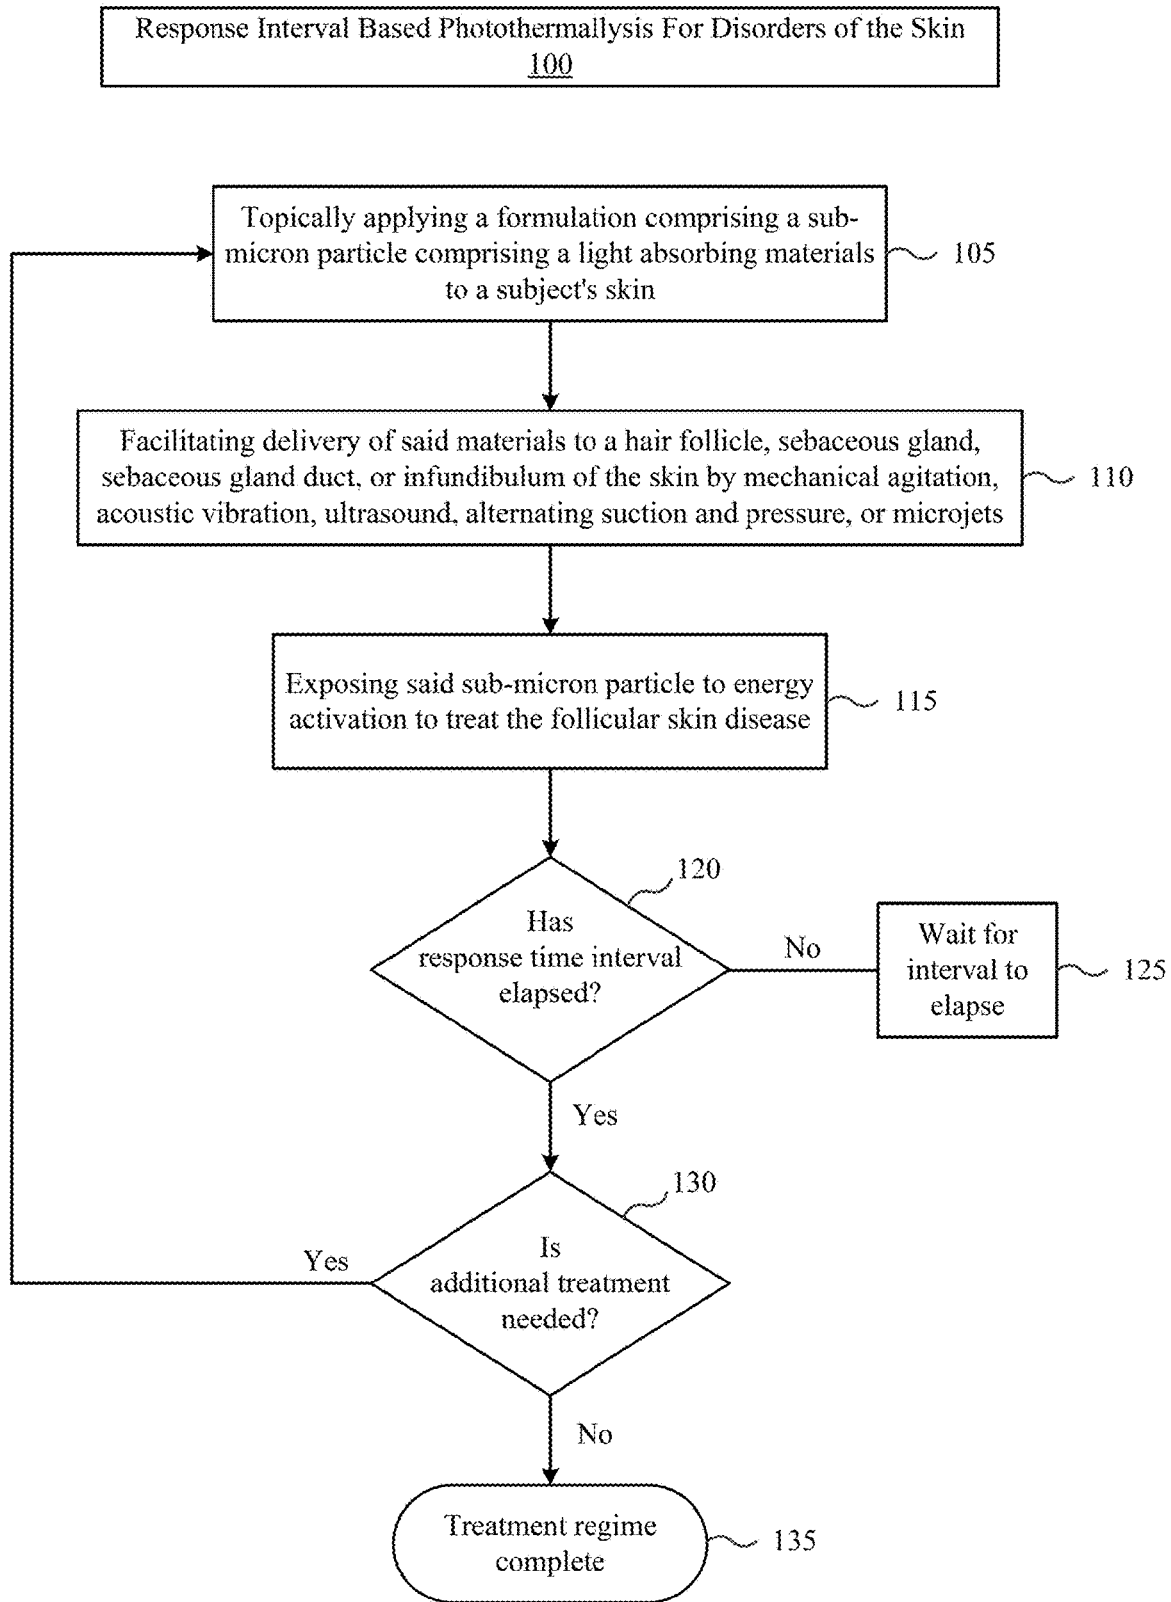 Response Interval Based Photothermallysis For Disorders of the Skin
100
Topically applying a formulation comprising a sub-
micron particle comprising a light absorbing materials
to a subject's skin
105
Facilitating delivery of said materials to a hair follicle, sebaceous gland,
sebaceous gland duct, or infundibulum of the skin by mechanical agitation,
acoustic vibration, ultrasound, alternating suction and pressure, or microjets
110
Exposing said sub-micron particle to energy
activation to treat the follicular skin disease
115
120
Has
response time interval
elapsed?
No
Wait for
interval to
elapse
125
Yes
130
Yes
Is
additional treatment
needed?
No
Treatment regime
complete
135